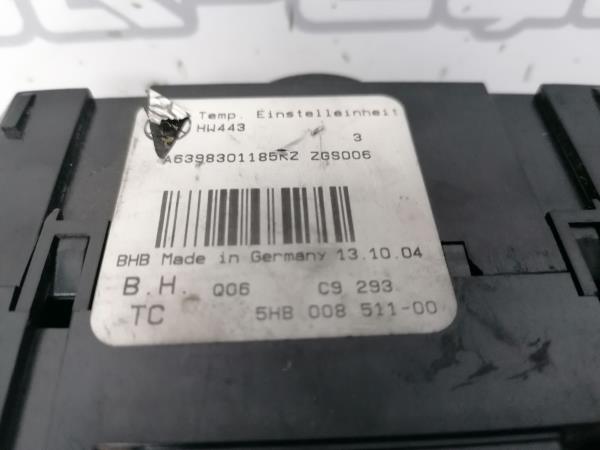 Temp. Einstelleinheit
HW443
3
A6398301185KZ ZGS006
BHB Made in Germany 13.10.04
B.H. Q06 C9 293
TC 5HB 008 511-00